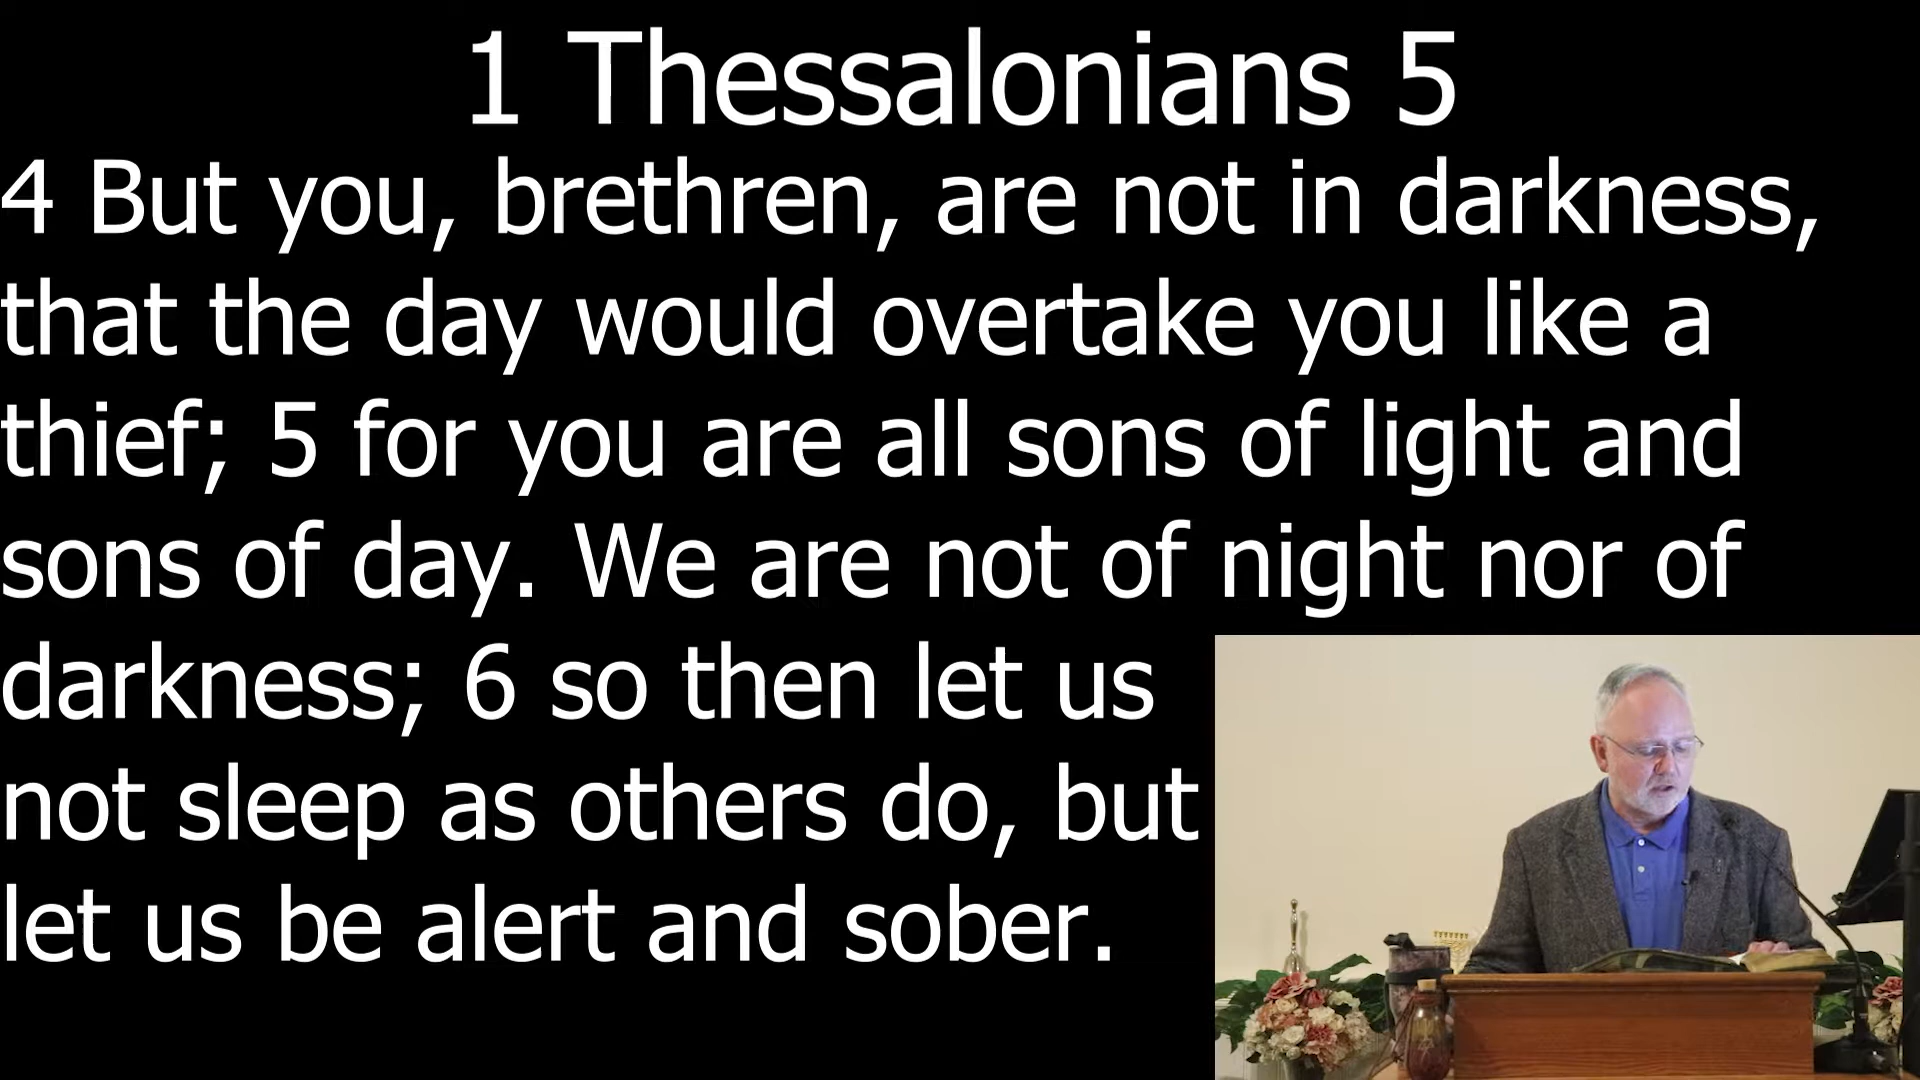 1 Thessalonians 5
4 But you, brethren, are not in darkness,
that the day would overtake you like a
thief; 5 for you are all sons of light and
sons of day. We are not of night nor of
darkness; 6 so then let us
not sleep as others do, but
let us be alert and sober.